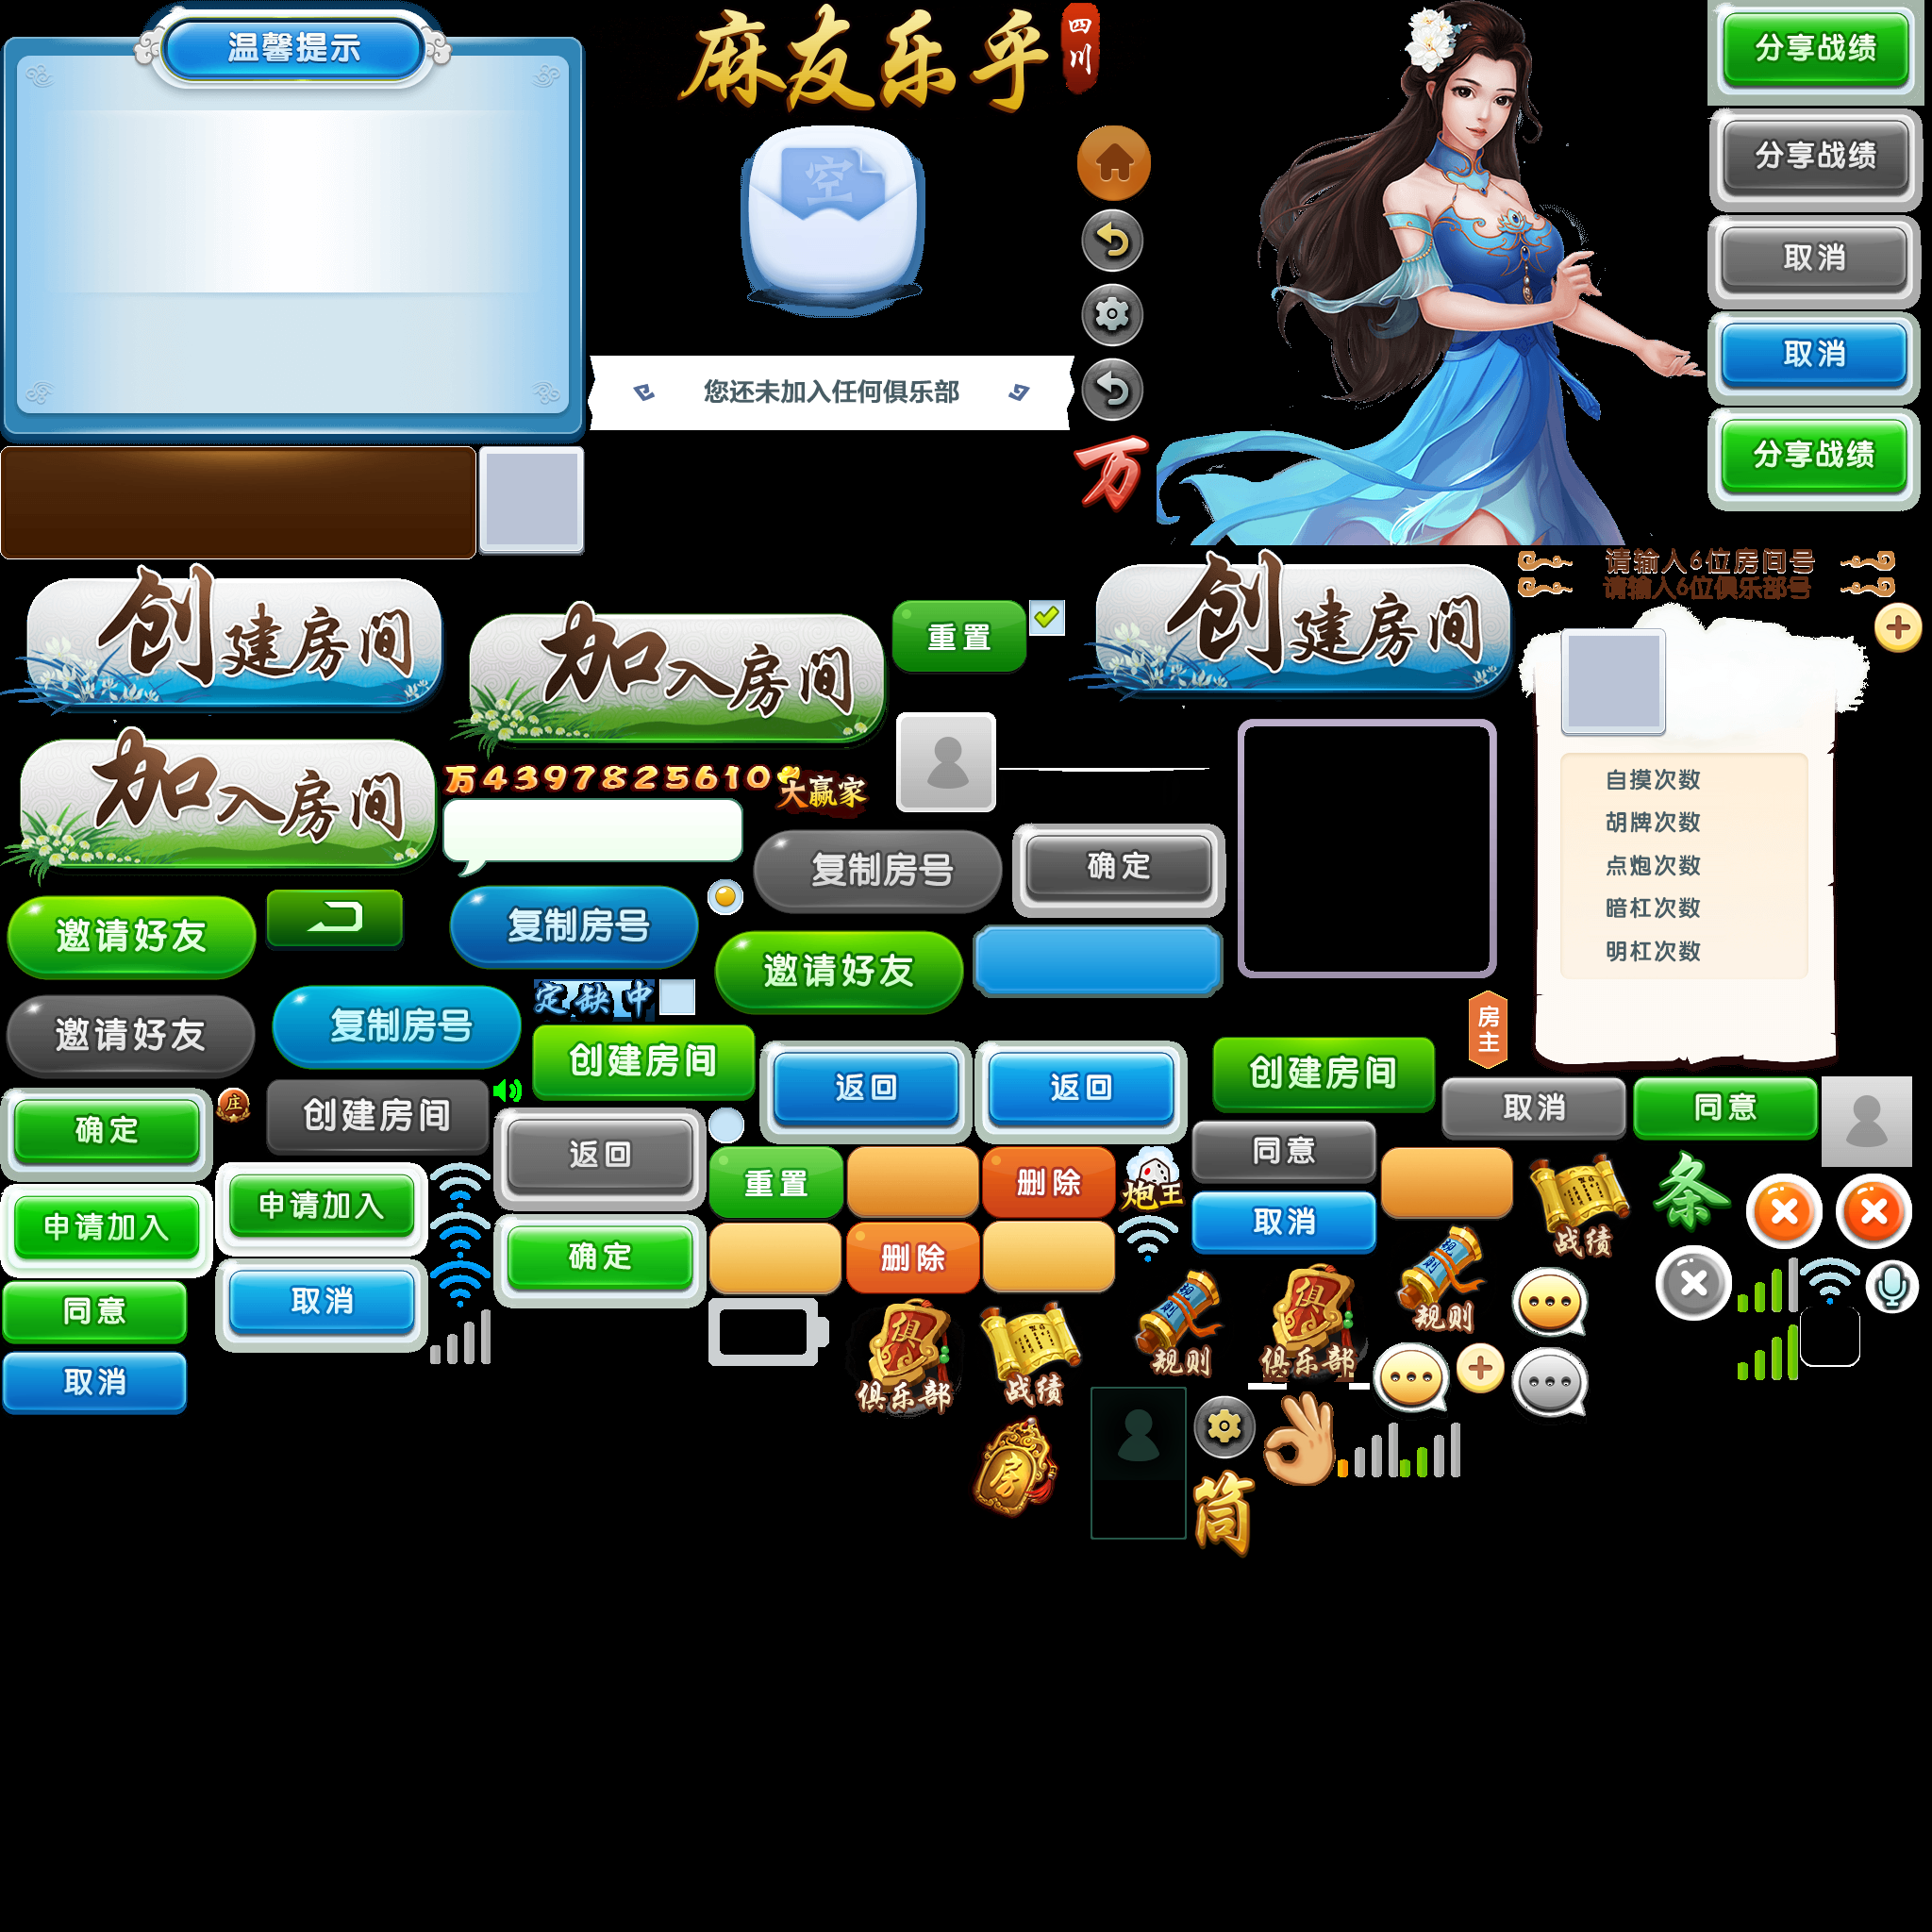 温馨提示
麻友乐乎
四川
分享战绩
空
分享战绩
取消
您还未加入任何俱乐部
取消
万
分享战绩
请输入6位房间号
请输入6位俱乐部号
创建房间
加入房间
重置
创建房间
加入房间
万4397825610
大赢家
自摸次数
胡牌次数
点炮次数
暗杠次数
明杠次数
复制房号
确定
邀请好友
复制房号
邀请好友
邀请好友
复制房号
定缺中
房主
创建房间
返回
返回
创建房间
确定
庄
创建房间
返回
取消
同意
同意
申请加入
申请加入
重置
删除
炮王
取消
战绩
条
确定
删除
取消
规则
规则
同意
取消
俱
俱乐部
战绩
规则
规则
俱
俱乐部
房
筒